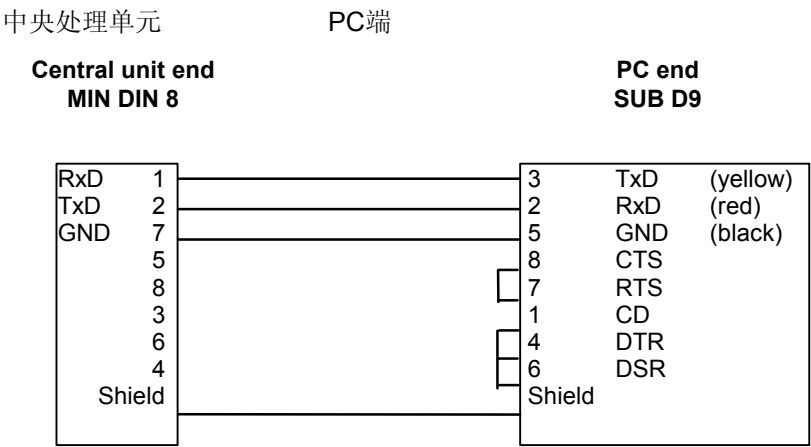 中央处理单元 PC端
Central unit end PC end
MIN DIN 8 SUB D9
RxD 1 3 TxD (yellow)
TxD 2 2 RxD (red)
GND 7 5 GND (black)
5 8 CTS
8 7 RTS
3 1 CD
6 4 DTR
4 6 DSR
Shield Shield